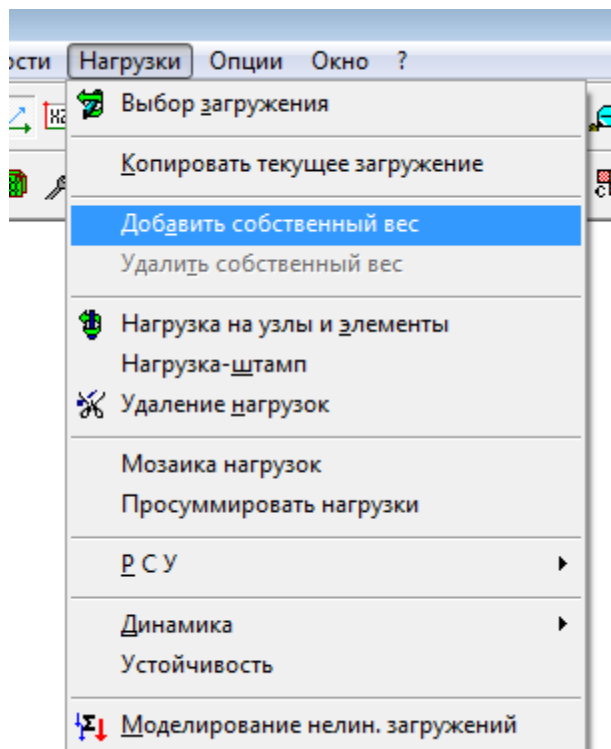 ости Нагрузки Опции Окно ?
Выбор загружения
Копировать текущее загружение
Добавить собственный вес
Удалить собственный вес
Нагрузка на узлы и элементы
Нагрузка-штамп
Удаление нагрузок
Мозаика нагрузок
Просуммировать нагрузки
Р С У
Динамика
Устойчивость
Моделирование нелин. загружений